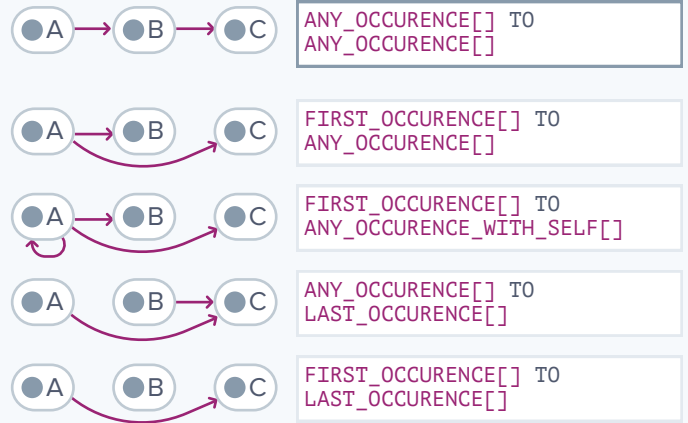 A B C
ANY_OCCURENCE[] TO
ANY_OCCURENCE[]
A B C
FIRST_OCCURENCE[] TO
ANY_OCCURENCE[]
A B C
FIRST_OCCURENCE[] TO
ANY_OCCURENCE_WITH_SELF[]
A B C
ANY_OCCURENCE[] TO
LAST_OCCURENCE[]
A B C
FIRST_OCCURENCE[] TO
LAST_OCCURENCE[]